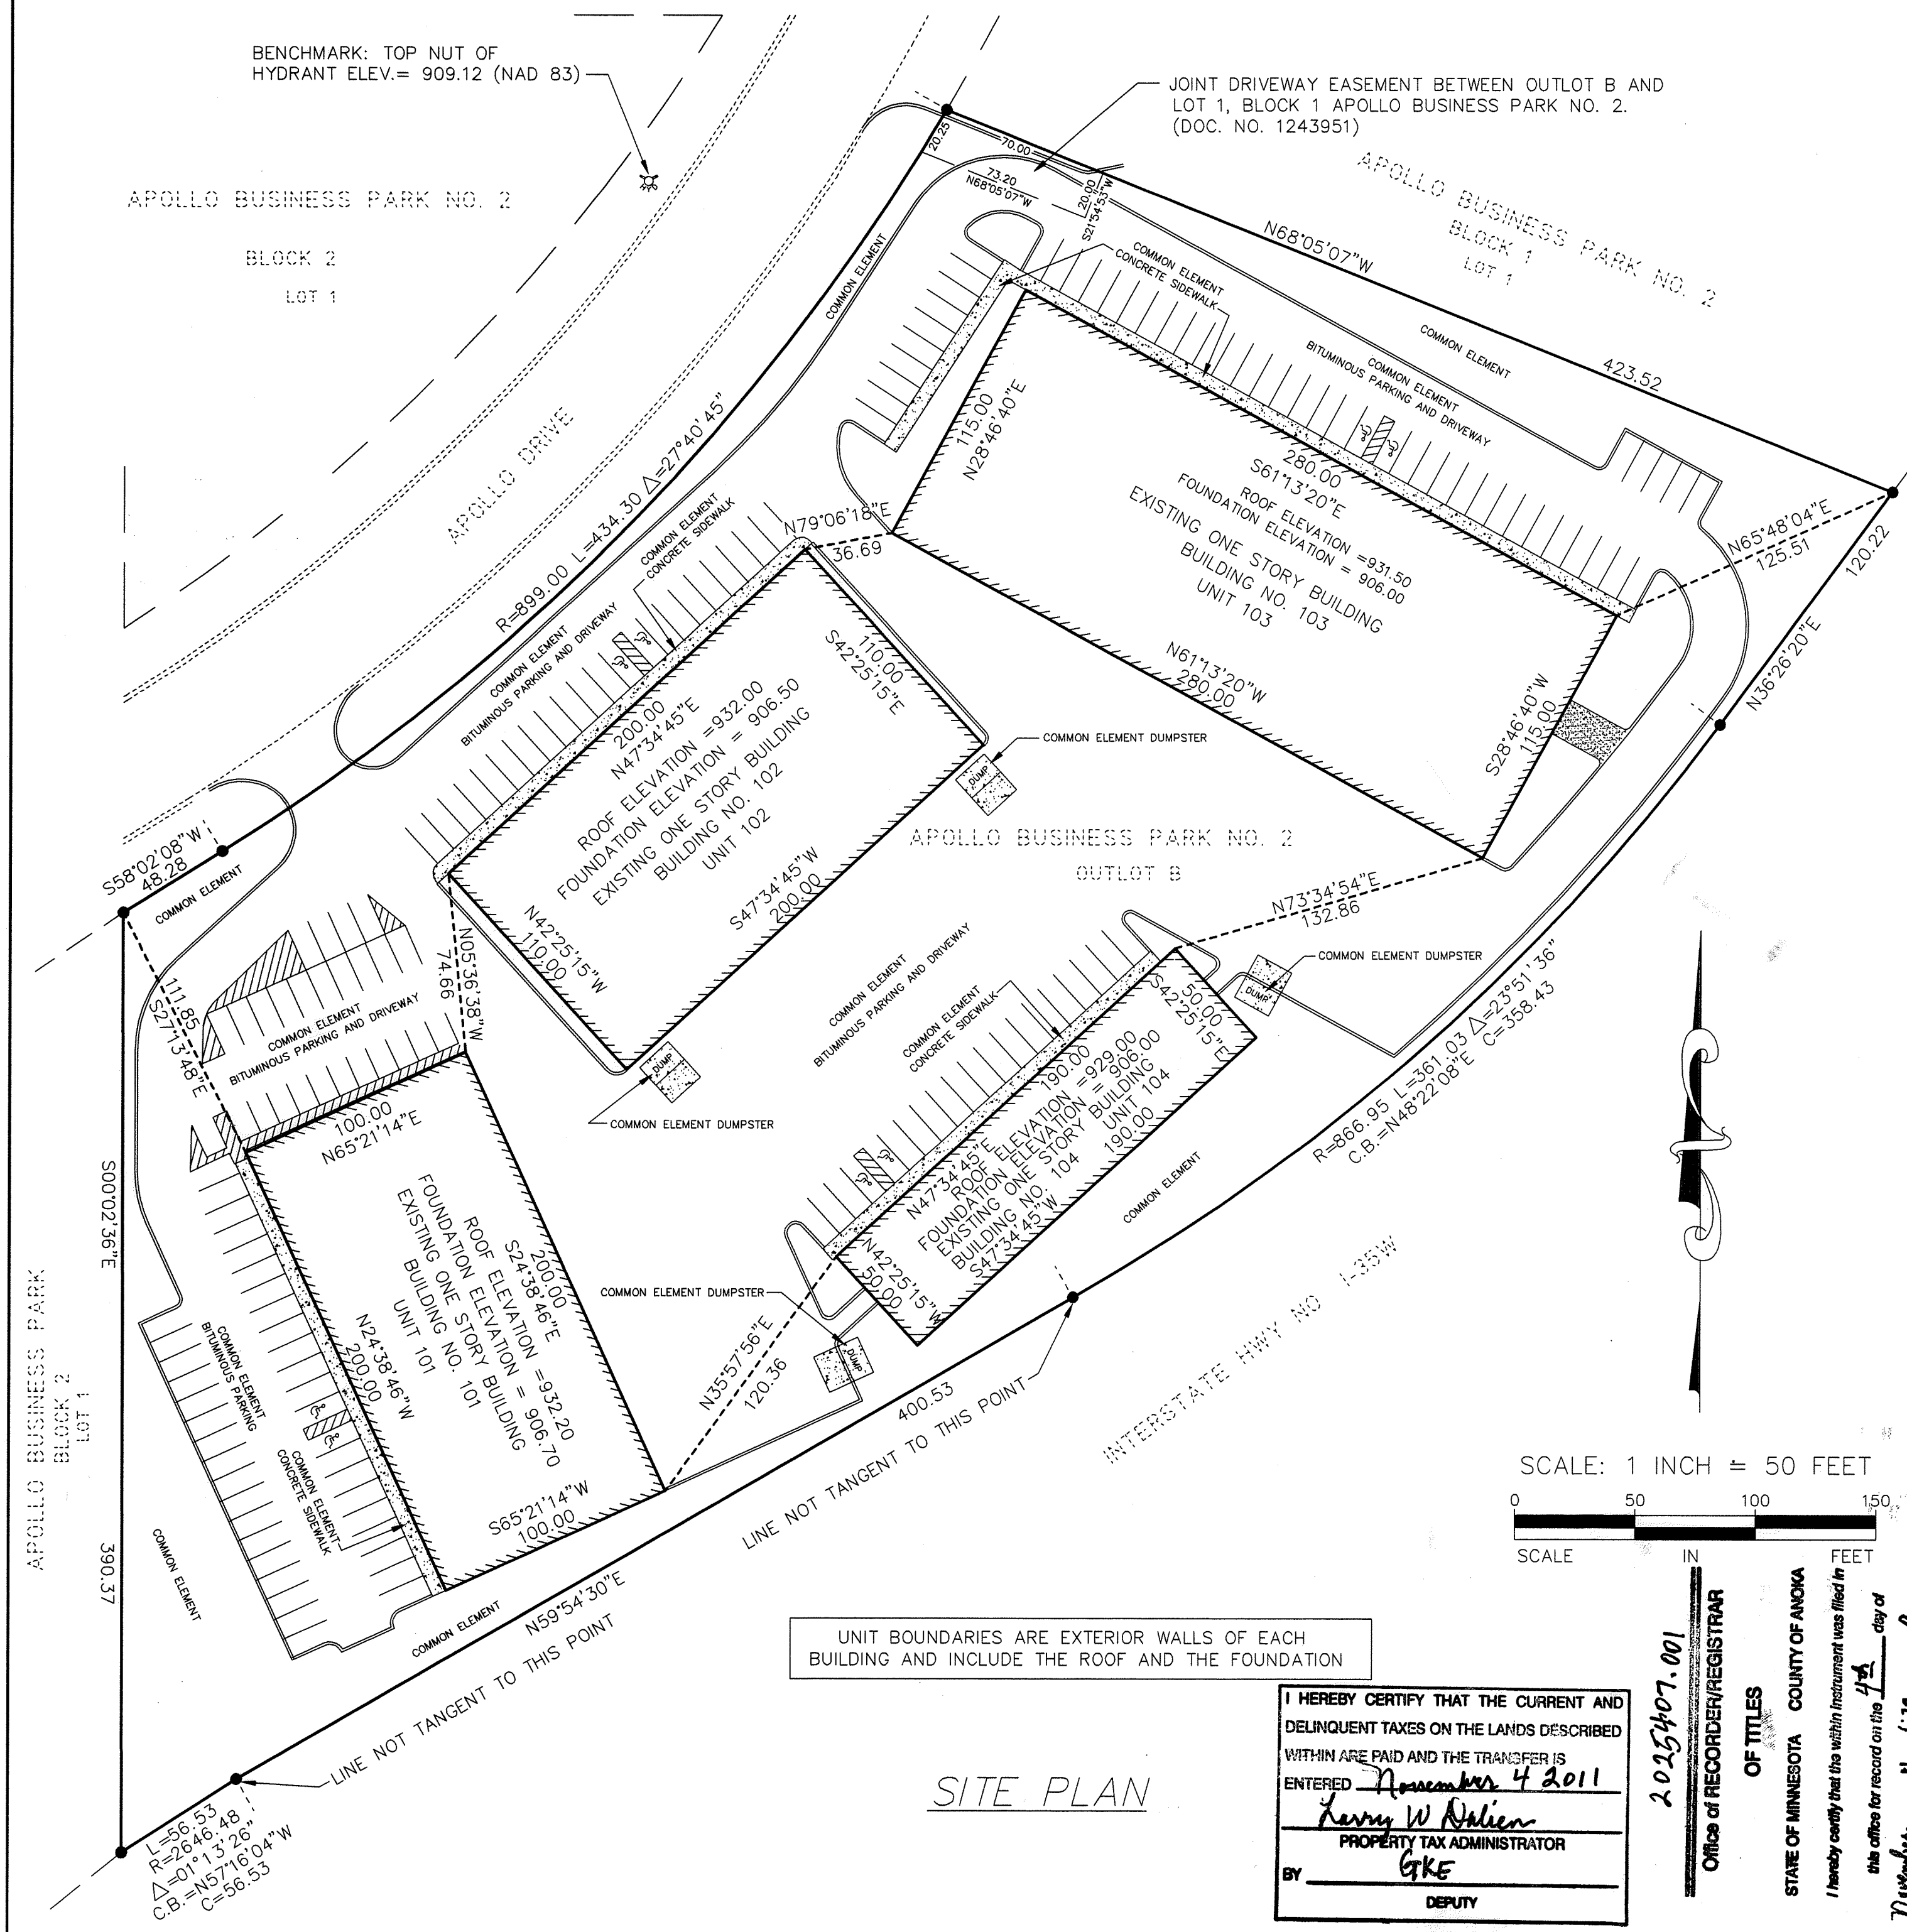 BENCHMARK: TOP NUT OF
HYDRANT ELEV.= 909.12 (NAD 83)
JOINT DRIVEWAY EASEMENT BETWEEN OUTLOT B AND
LOT 1, BLOCK 1 APOLLO BUSINESS PARK NO. 2.
(DOC. NO. 1243951)
APOLLO BUSINESS PARK NO. 2
BLOCK 2
LOT 1
APOLLO BUSINESS PARK NO. 2
BLOCK 1
LOT 1
20.25
70.00
73.20
N68°05'07"W
20.00
S21°54'53"W
N68°05'07"W
423.52
COMMON ELEMENT
COMMON ELEMENT
CONCRETE SIDEWALK
COMMON ELEMENT
COMMON ELEMENT
BITUMINOUS PARKING AND DRIVEWAY
APOLLO DRIVE
R=899.00 L=434.30 Δ=27°40'45"
115.00
N28°46'40"E
280.00
S61°13'20"E
ROOF ELEVATION =931.50
FOUNDATION ELEVATION = 906.00
EXISTING ONE STORY BUILDING
BUILDING NO. 103
UNIT 103
N61°13'20"W
280.00
S28°46'40"W
115.00
N65°48'04"E
125.51
120.22
N36°26'20"E
N79°06'18"E
36.69
COMMON ELEMENT
CONCRETE SIDEWALK
COMMON ELEMENT
BITUMINOUS PARKING AND DRIVEWAY
110.00
S42°25'15"E
200.00
N47°34'45"E
ROOF ELEVATION =932.00
FOUNDATION ELEVATION = 906.50
EXISTING ONE STORY BUILDING
BUILDING NO. 102
UNIT 102
S47°34'45"W
200.00
N42°25'15"W
110.00
COMMON ELEMENT DUMPSTER
DUMP
APOLLO BUSINESS PARK NO. 2
OUTLOT B
S58°02'08"W
48.28
COMMON ELEMENT
N05°36'38"W
74.66
111.85
S27°13'48"E
COMMON ELEMENT
BITUMINOUS PARKING AND DRIVEWAY
N73°34'54"E
132.86
COMMON ELEMENT DUMPSTER
DUMP
COMMON ELEMENT
BITUMINOUS PARKING AND DRIVEWAY
COMMON ELEMENT
CONCRETE SIDEWALK
DUMP
COMMON ELEMENT DUMPSTER
50.00
S42°25'15"E
190.00
N47°34'45"E
ROOF ELEVATION =929.00
FOUNDATION ELEVATION = 906.00
EXISTING ONE STORY BUILDING
BUILDING NO. 104
UNIT 104
190.00
S47°34'45"W
N42°25'15"W
50.00
COMMON ELEMENT
R=866.95 L=361.03 Δ=23°51'36"
C.B.=N48°22'08"E C=358.43
100.00
N65°21'14"E
200.00
S24°38'46"E
ROOF ELEVATION =932.20
FOUNDATION ELEVATION = 906.70
EXISTING ONE STORY BUILDING
BUILDING NO. 101
UNIT 101
N24°38'46"W
200.00
S65°21'14"W
100.00
S00°02'36"E
390.37
APOLLO BUSINESS PARK
BLOCK 2
LOT 1
COMMON ELEMENT
BITUMINOUS PARKING
COMMON ELEMENT
CONCRETE SIDEWALK
COMMON ELEMENT
COMMON ELEMENT
COMMON ELEMENT DUMPSTER
DUMP
N35°57'56"E
120.36
400.53
LINE NOT TANGENT TO THIS POINT
INTERSTATE HWY NO I-35W
N59°54'30"E
LINE NOT TANGENT TO THIS POINT
L=56.53
R=2646.48
Δ=01°13'26"
C.B.=N57°16'04"W
C=56.53
SCALE: 1 INCH = 50 FEET
0 50 100 150
SCALE IN FEET
UNIT BOUNDARIES ARE EXTERIOR WALLS OF EACH
BUILDING AND INCLUDE THE ROOF AND THE FOUNDATION
SITE PLAN
I HEREBY CERTIFY THAT THE CURRENT AND
DELINQUENT TAXES ON THE LANDS DESCRIBED
WITHIN ARE PAID AND THE TRANSFER IS
ENTERED November 4 2011
Larry W Dalien
PROPERTY TAX ADMINISTRATOR
BY GKE
DEPUTY
2025407.001
Office of RECORDER/REGISTRAR
OF TITLES
STATE OF MINNESOTA COUNTY OF ANOKA
I hereby certify that the within instrument was filed in
this office for record on the 4th day of